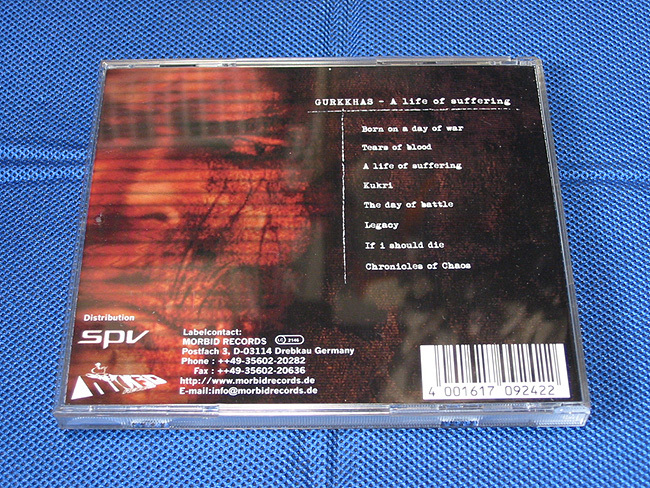 GURKKHAS - A life of suffering
Born on a day of war
Tears of blood
A life of suffering
Kukri
The day of battle
Legacy
If i should die
Chronicles of Chaos
Distribution
spv
Labelcontact:
MORBID RECORDS LC 2146
Postfach 3, D-03114 Drebkau Germany
Phone : ++49-35602-20282
Fax : ++49-35602-20636
http://www.morbidrecords.de
E-mail:info@morbidrecords.de
4 001617 092422